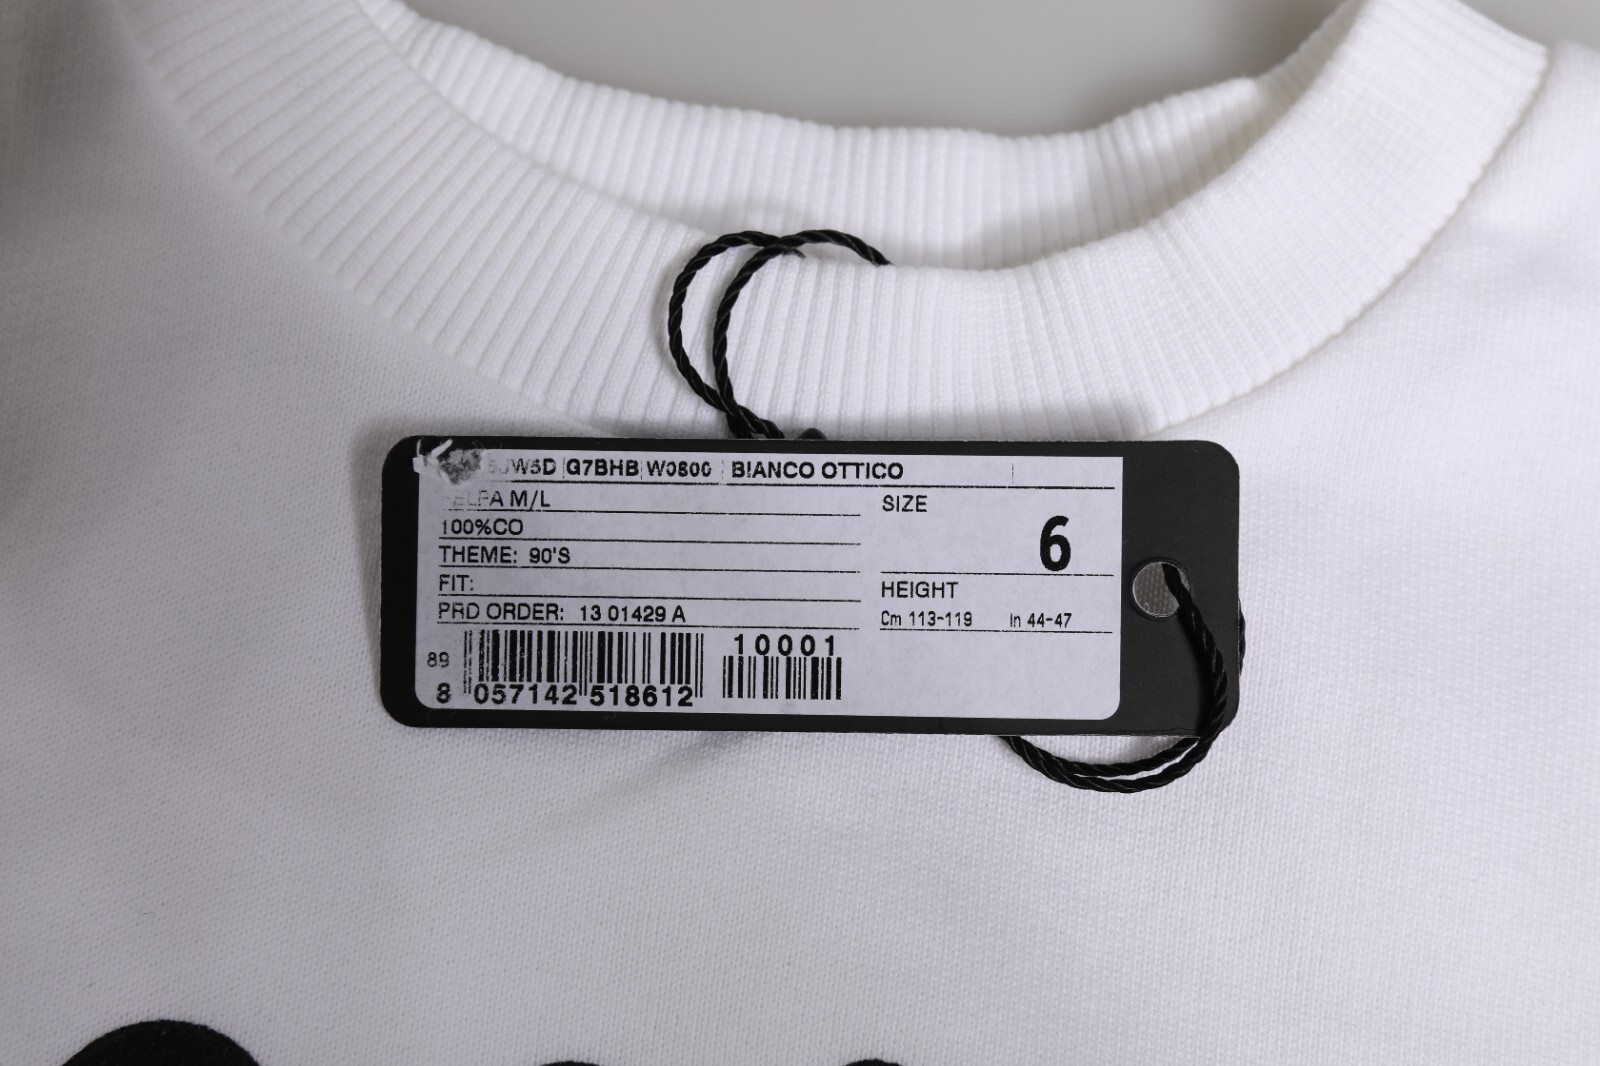 G7BHB W0800 BIANCO OTTICO
M/L
100%CO
THEME: 90'S
FIT:
PRD ORDER: 13 01429 A
SIZE
6
HEIGHT
Cm 113-119 In 44-47
10001
89
8 057142 518612